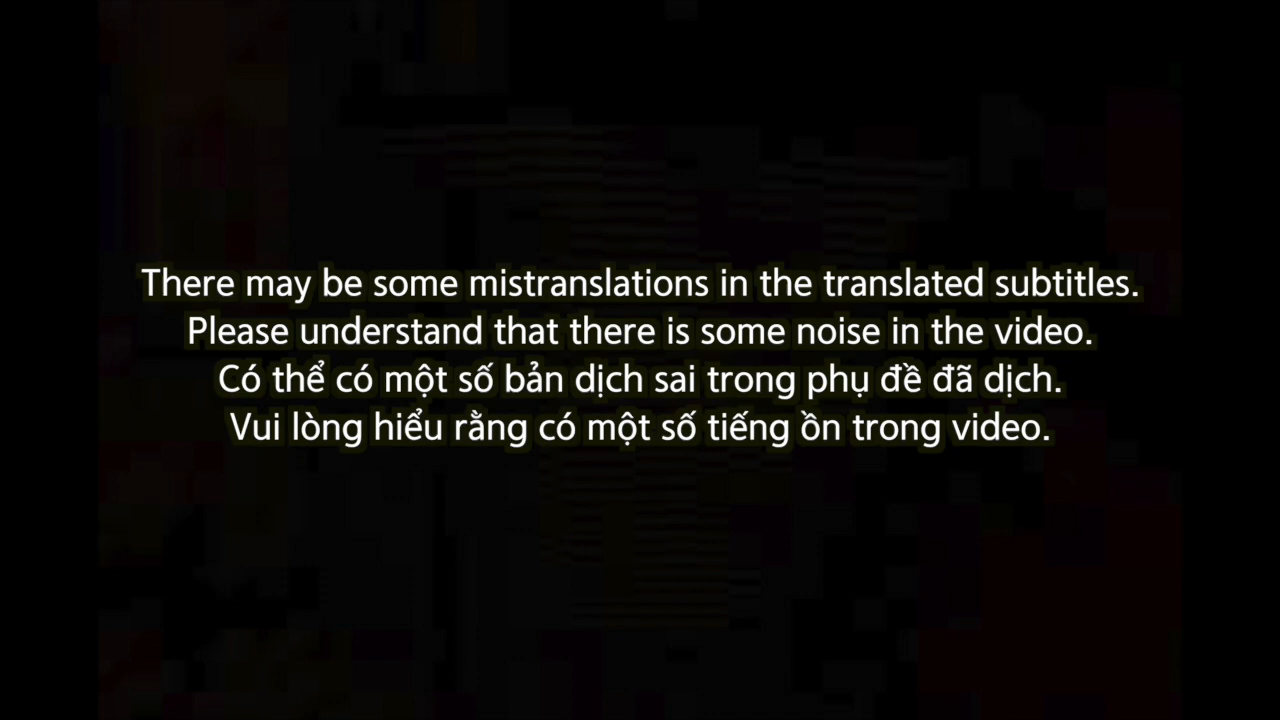 There may be some mistranslations in the translated subtitles.
Please understand that there is some noise in the video.
Có thể có một số bản dịch sai trong phụ đề đã dịch.
Vui lòng hiểu rằng có một số tiếng ồn trong video.